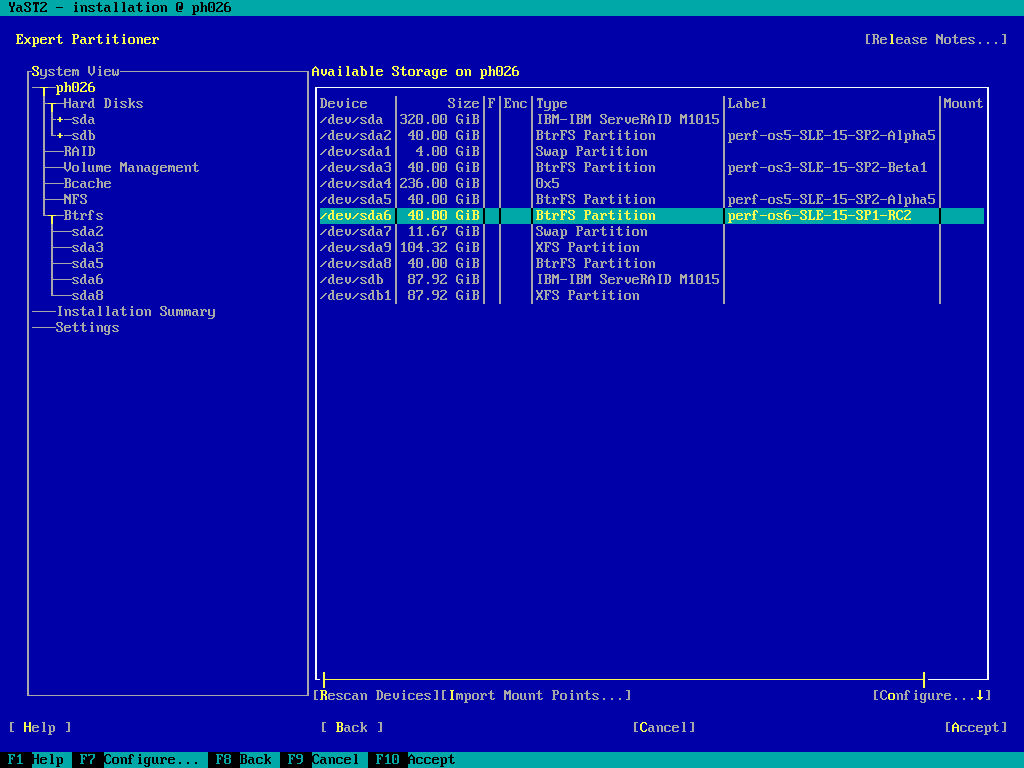 YaST2 - installation @ ph026
Expert Partitioner [Release Notes...]
System View Available Storage on ph026
ph026
Hard Disks Device Size F Enc Type Label Mount
+ sda /dev/sda 320.00 GiB IBM-IBM ServeRAID M1015
+ sdb /dev/sda2 40.00 GiB BtrFS Partition perf-os5-SLE-15-SP2-Alpha5
RAID /dev/sda1 4.00 GiB Swap Partition
Volume Management /dev/sda3 40.00 GiB BtrFS Partition perf-os3-SLE-15-SP2-Beta1
Bcache /dev/sda4 236.00 GiB 0x5
NFS /dev/sda5 40.00 GiB BtrFS Partition perf-os5-SLE-15-SP2-Alpha5
Btrfs /dev/sda6 40.00 GiB BtrFS Partition perf-os6-SLE-15-SP1-RC2
sda2 /dev/sda7 11.67 GiB Swap Partition
sda3 /dev/sda9 104.32 GiB XFS Partition
sda5 /dev/sda8 40.00 GiB BtrFS Partition
sda6 /dev/sdb 87.92 GiB IBM-IBM ServeRAID M1015
sda8 /dev/sdb1 87.92 GiB XFS Partition
Installation Summary
Settings
[Rescan Devices][Import Mount Points...] [Configure...↓]
[ Help ] [ Back ] [Cancel] [Accept]
F1 Help F7 Configure... F8 Back F9 Cancel F10 Accept